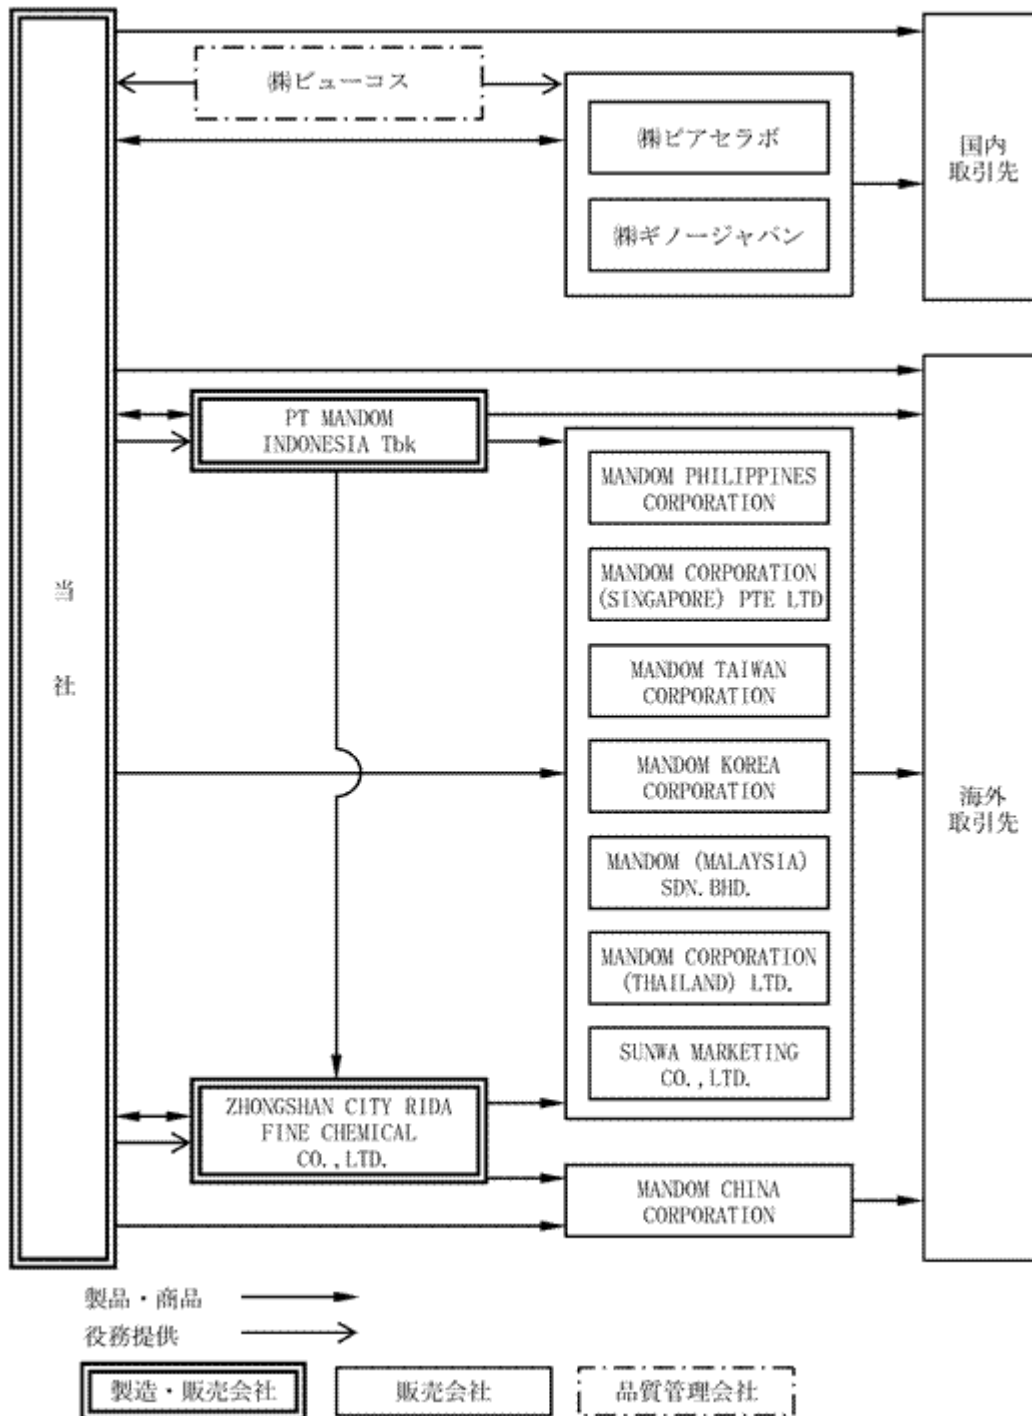 ㈱ビューコス
㈱ピアセラボ
㈱ギノージャパン
国内
取引先
PT MANDOM
INDONESIA Tbk
MANDOM PHILIPPINES
CORPORATION
MANDOM CORPORATION
(SINGAPORE) PTE LTD
当
社
MANDOM TAIWAN
CORPORATION
MANDOM KOREA
CORPORATION
海外
取引先
MANDOM (MALAYSIA)
SDN.BHD.
MANDOM CORPORATION
(THAILAND) LTD.
SUNWA MARKETING
CO.,LTD.
ZHONGSHAN CITY RIDA
FINE CHEMICAL
CO.,LTD.
MANDOM CHINA
CORPORATION
製品・商品
役務提供
製造・販売会社
販売会社
品質管理会社